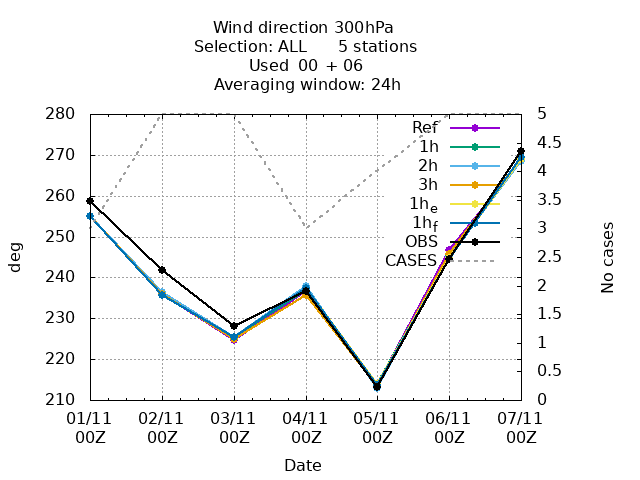 Wind direction 300hPa
Selection: ALL 5 stations
Used 00 + 06
Averaging window: 24h
280
270
260
250
240
230
220
210
deg
5
4.5
4
3.5
3
2.5
2
1.5
1
0.5
0
No cases
Ref
1h
2h
3h
1he
1hf
OBS
CASES
01/11 02/11 03/11 04/11 05/11 06/11 07/11
00Z 00Z 00Z 00Z 00Z 00Z 00Z
Date